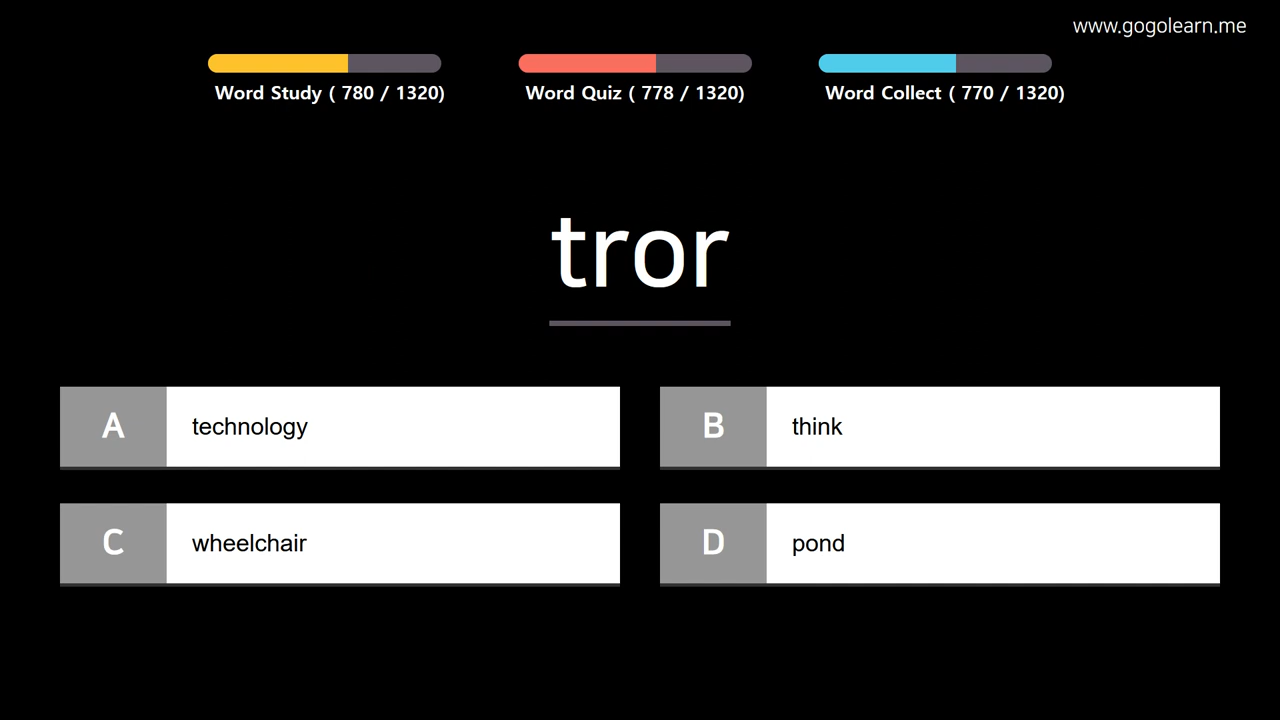 www.gogolearn.me
Word Study ( 780 / 1320)
Word Quiz ( 778 / 1320)
Word Collect ( 770 / 1320)
tror
A technology
B think
C wheelchair
D pond